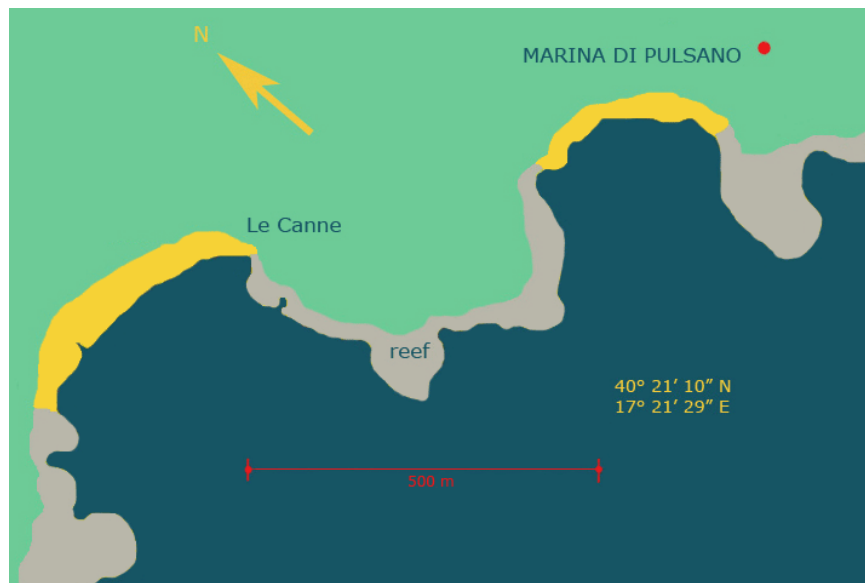 N
MARINA DI PULSANO
Le Canne
reef
40° 21’ 10” N
17° 21’ 29” E
500 m